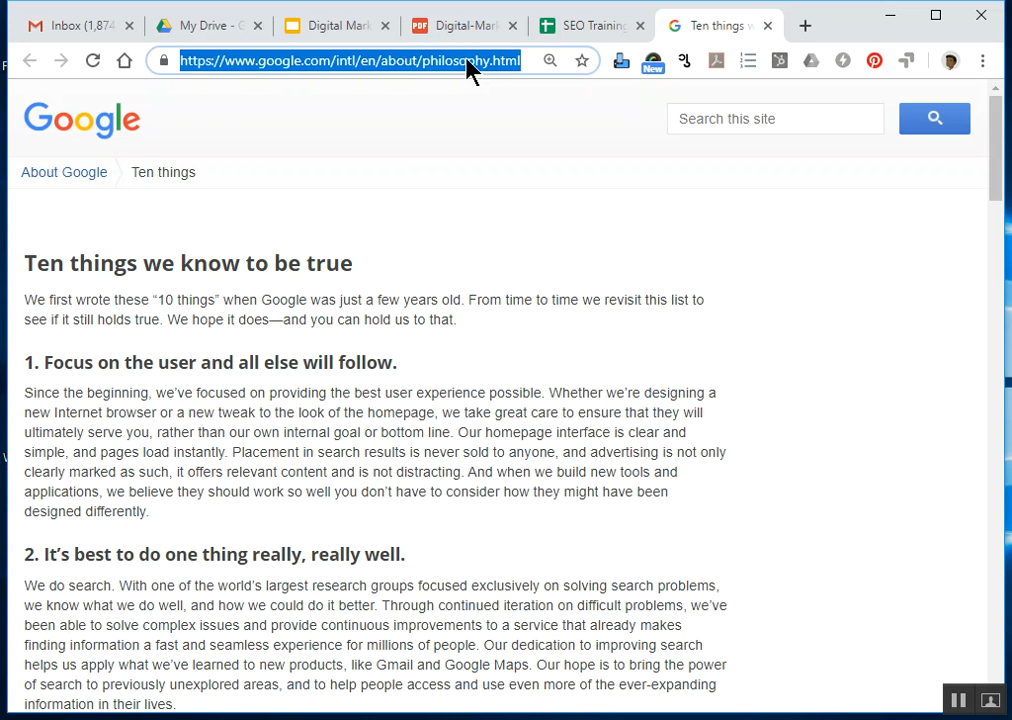 Inbox (1,874
My Drive - G
Digital Mark
Digital-Mark
SEO Training
Ten things w
https://www.google.com/intl/en/about/philosophy.html
New
Google
Search this site
About Google
Ten things
Ten things we know to be true
We first wrote these “10 things” when Google was just a few years old. From time to time we revisit this list to
see if it still holds true. We hope it does—and you can hold us to that.
1. Focus on the user and all else will follow.
Since the beginning, we’ve focused on providing the best user experience possible. Whether we’re designing a
new Internet browser or a new tweak to the look of the homepage, we take great care to ensure that they will
ultimately serve you, rather than our own internal goal or bottom line. Our homepage interface is clear and
simple, and pages load instantly. Placement in search results is never sold to anyone, and advertising is not only
clearly marked as such, it offers relevant content and is not distracting. And when we build new tools and
applications, we believe they should work so well you don’t have to consider how they might have been
designed differently.
2. It’s best to do one thing really, really well.
We do search. With one of the world’s largest research groups focused exclusively on solving search problems,
we know what we do well, and how we could do it better. Through continued iteration on difficult problems, we’ve
been able to solve complex issues and provide continuous improvements to a service that already makes
finding information a fast and seamless experience for millions of people. Our dedication to improving search
helps us apply what we’ve learned to new products, like Gmail and Google Maps. Our hope is to bring the power
of search to previously unexplored areas, and to help people access and use even more of the ever-expanding
information in their lives.